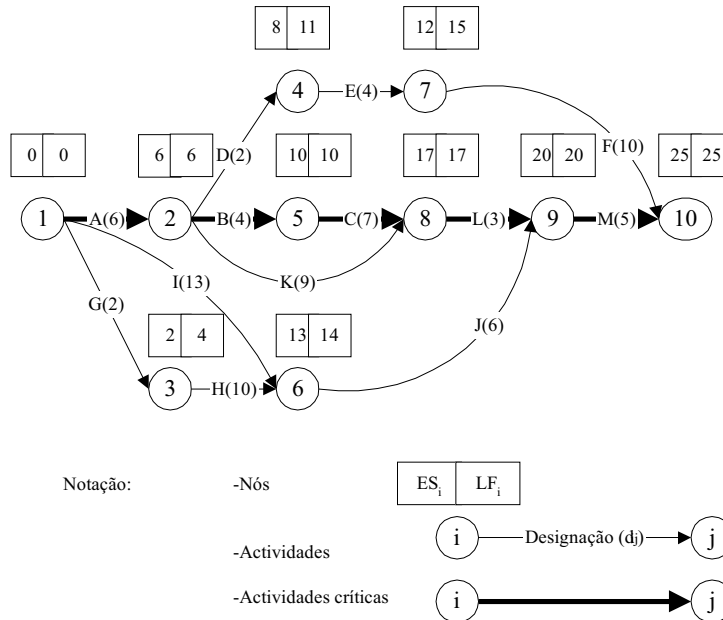 8 11 12 15
4 E(4) 7
0 0 6 6 D(2) 10 10 17 17 20 20 F(10) 25 25
1 A(6) 2 B(4) 5 C(7) 8 L(3) 9 M(5) 10
I(13) K(9)
G(2)
2 4 13 14 J(6)
3 H(10) 6
Notação: -Nós ESi LFi
i Designação (dj) j
-Actividades
-Actividades críticas i j